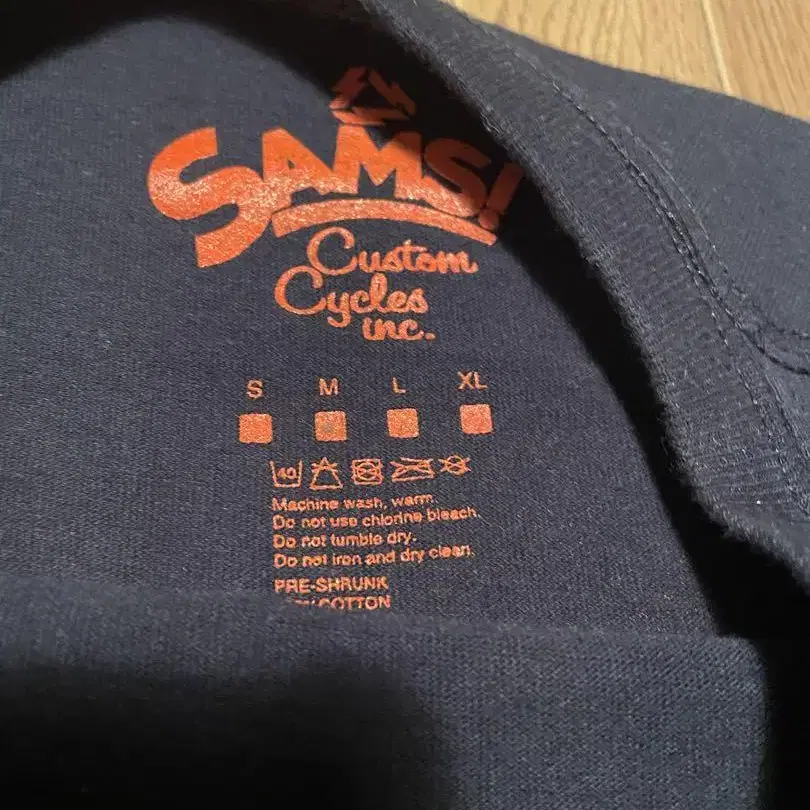 SAMS!
Custom
Cycles
inc.
S M L XL
40
Machine wash, warm.
Do not use chlorine bleach.
Do not tumble dry.
Do not iron and dry clean.
PRE-SHRUNK
COTTON